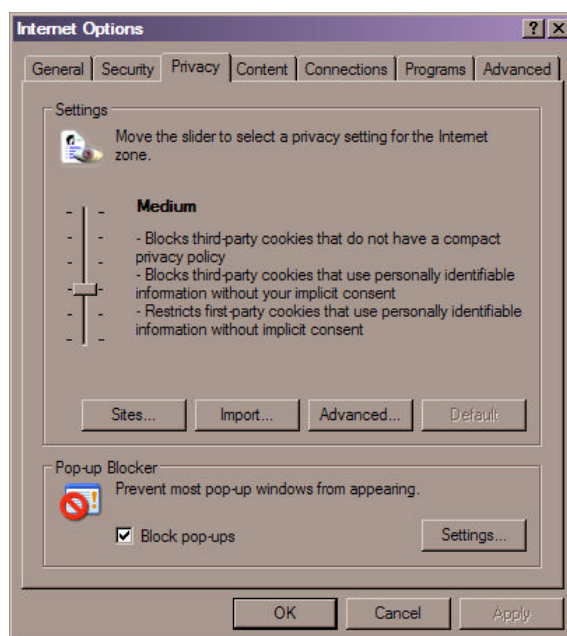 Internet Options
General Security Privacy Content Connections Programs Advanced
Settings
Move the slider to select a privacy setting for the Internet
zone.
Medium
- Blocks third-party cookies that do not have a compact
privacy policy
- Blocks third-party cookies that use personally identifiable
information without your implicit consent
- Restricts first-party cookies that use personally identifiable
information without implicit consent
Sites... Import... Advanced... Default
Pop-up Blocker
Prevent most pop-up windows from appearing.
Block pop-ups Settings...
OK Cancel Apply